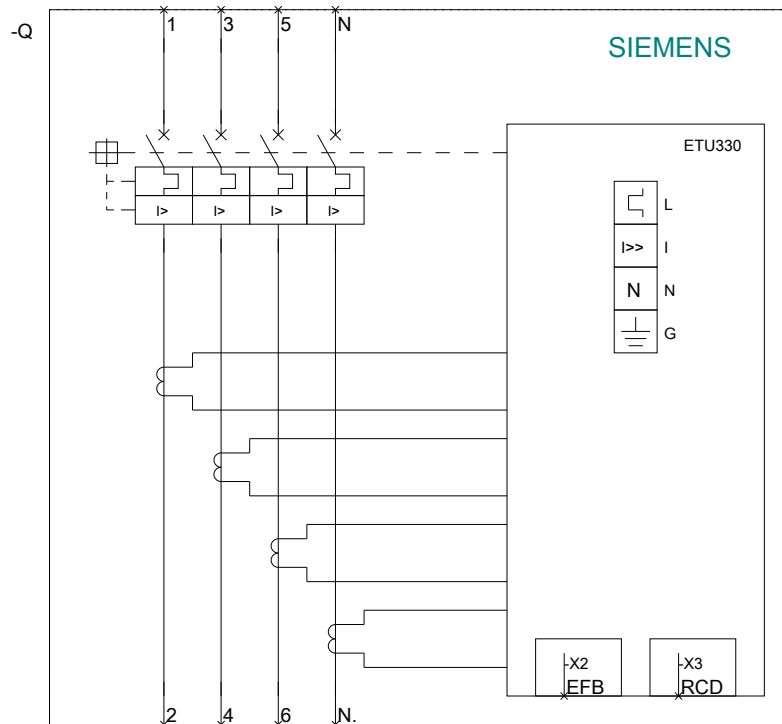 -Q
1 3 5 N
SIEMENS
ETU330
L
I> I> I> I>
I>> I
N N
G
-X2 -X3
EFB RCD
2 4 6 N.